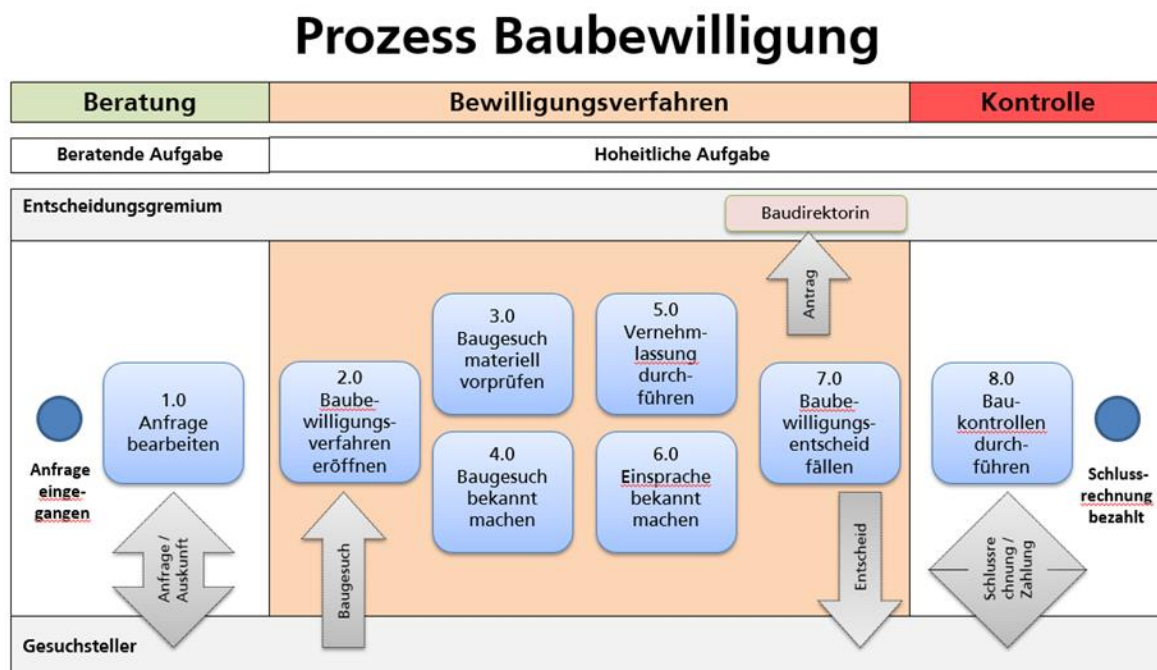 Prozess Baubewilligung
Beratung
Bewilligungsverfahren
Kontrolle
Beratende Aufgabe
Hoheitliche Aufgabe
Entscheidungsgremium
Baudirektorin
Antrag
Anfrage
einge-
gangen
1.0
Anfrage
bearbeiten
2.0
Baube-
willigungs-
verfahren
eröffnen
3.0
Baugesuch
materiell
vorprüfen
4.0
Baugesuch
bekannt
machen
5.0
Vernehm-
lassung
durch-
führen
6.0
Einsprache
bekannt
machen
7.0
Baube-
willigungs-
entscheid
fällen
8.0
Bau-
kontrollen
durch-
führen
Schluss-
rechnung
bezahlt
Anfrage /
Auskunft
Baugesuch
Entscheid
Schlussre
chnung /
Zahlung
Gesuchsteller